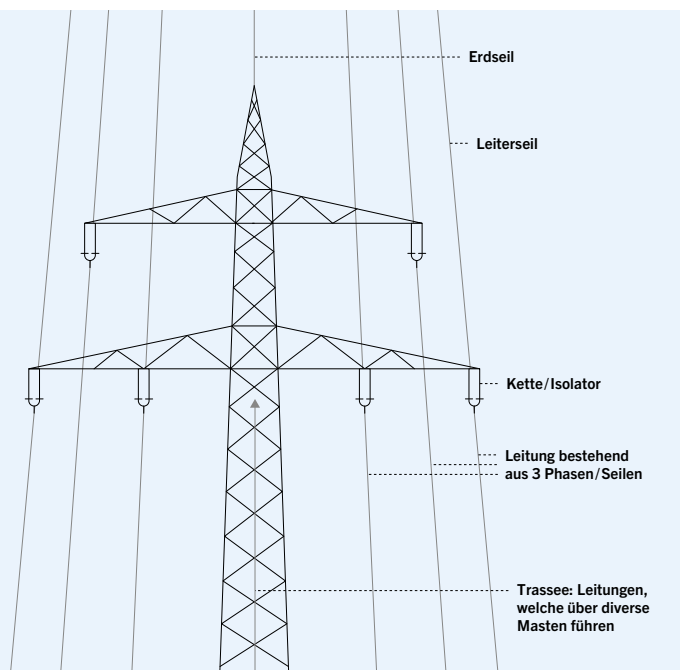 Erdseil
Leiterseil
Kette/Isolator
Leitung bestehend
aus 3 Phasen/Seilen
Trassee: Leitungen,
welche über diverse
Masten führen